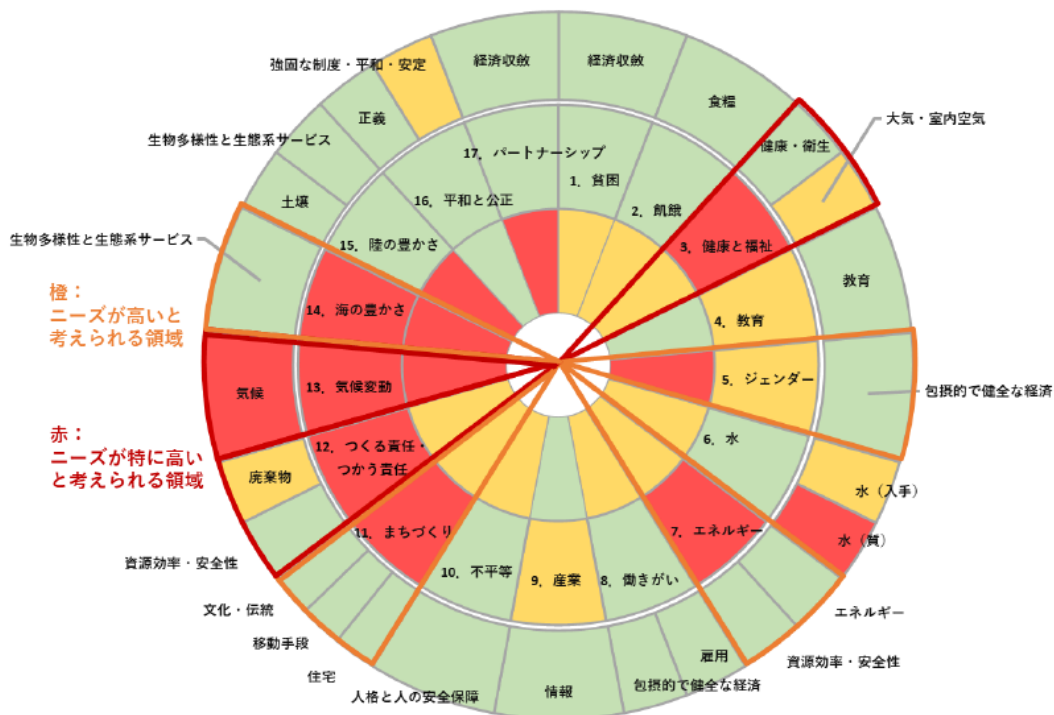 経済収斂
経済収斂
強固な制度・平和・安定
食糧
大気・室内空気
正義
生物多様性と生態系サービス
健康・衛生
17. パートナーシップ
1. 貧困
16. 平和と公正
2. 飢餓
土壌
生物多様性と生態系サービス
15. 陸の豊かさ
3. 健康と福祉
教育
橙：
ニーズが高いと
考えられる領域
14. 海の豊かさ
4. 教育
気候
13. 気候変動
5. ジェンダー
包摂的で健全な経済
赤：
ニーズが特に高い
と考えられる領域
12. つくる責任・
つかう責任
6. 水
廃棄物
水（入手）
11. まちづくり
7. エネルギー
水（質）
資源効率・安全性
10. 不平等
9. 産業
8. 働きがい
文化・伝統
エネルギー
移動手段
住宅
雇用
資源効率・安全性
人格と人の安全保障
情報
包摂的で健全な経済